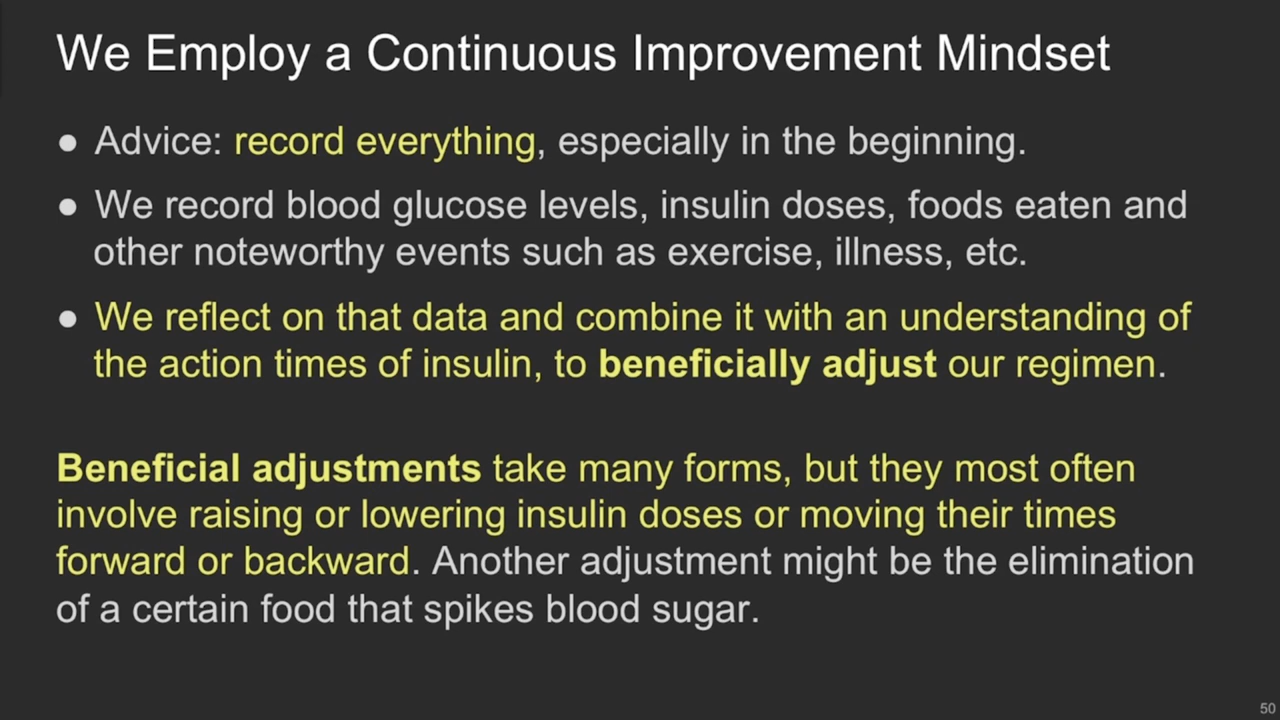 We Employ a Continuous Improvement Mindset
● Advice: record everything, especially in the beginning.
● We record blood glucose levels, insulin doses, foods eaten and
other noteworthy events such as exercise, illness, etc.
● We reflect on that data and combine it with an understanding of
the action times of insulin, to beneficially adjust our regimen.
Beneficial adjustments take many forms, but they most often
involve raising or lowering insulin doses or moving their times
forward or backward. Another adjustment might be the elimination
of a certain food that spikes blood sugar.
50